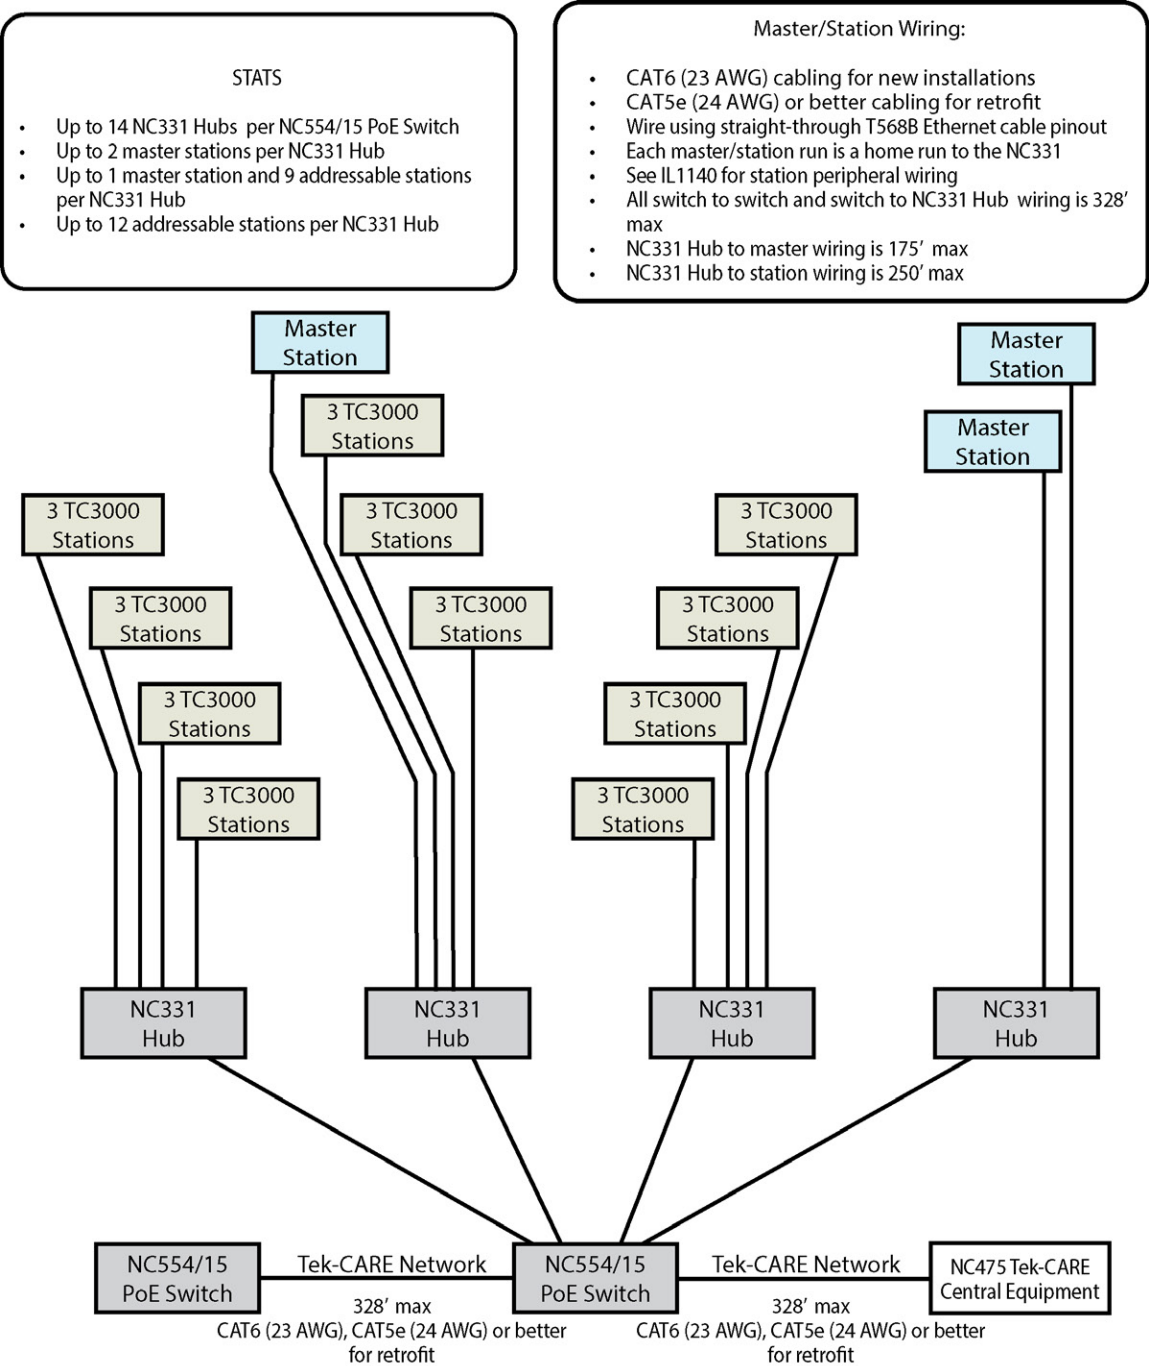 STATS
• Up to 14 NC331 Hubs per NC554/15 PoE Switch
• Up to 2 master stations per NC331 Hub
• Up to 1 master station and 9 addressable stations
per NC331 Hub
• Up to 12 addressable stations per NC331 Hub
Master/Station Wiring:
• CAT6 (23 AWG) cabling for new installations
• CAT5e (24 AWG) or better cabling for retrofit
• Wire using straight-through T568B Ethernet cable pinout
• Each master/station run is a home run to the NC331
• See IL1140 for station peripheral wiring
• All switch to switch and switch to NC331 Hub wiring is 328'
max
• NC331 Hub to master wiring is 175' max
• NC331 Hub to station wiring is 250' max
Master
Station
3 TC3000
Stations
Master
Station
Master
Station
3 TC3000
Stations
3 TC3000
Stations
3 TC3000
Stations
3 TC3000
Stations
3 TC3000
Stations
3 TC3000
Stations
3 TC3000
Stations
3 TC3000
Stations
3 TC3000
Stations
3 TC3000
Stations
NC331
Hub
NC331
Hub
NC331
Hub
NC331
Hub
NC554/15
PoE Switch
Tek-CARE Network
328' max
CAT6 (23 AWG), CAT5e (24 AWG) or better
for retrofit
NC554/15
PoE Switch
Tek-CARE Network
328' max
CAT6 (23 AWG), CAT5e (24 AWG) or better
for retrofit
NC475 Tek-CARE
Central Equipment